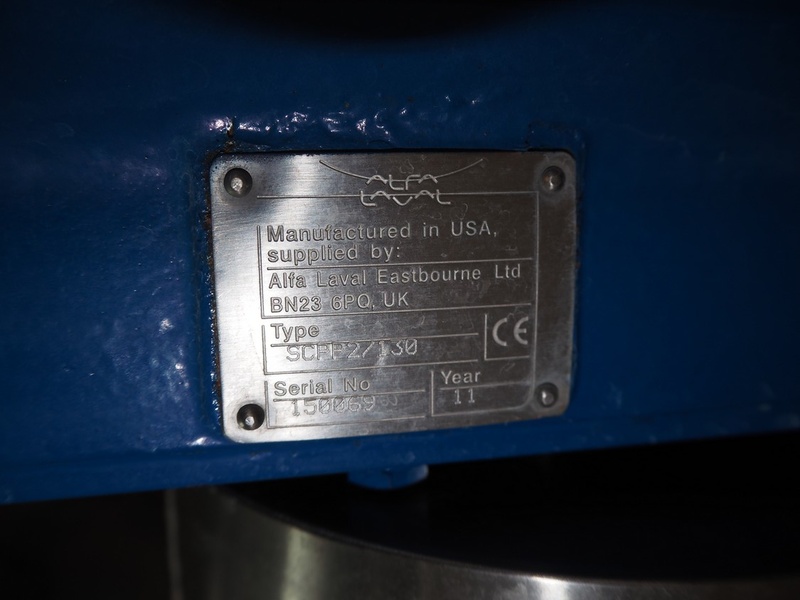 ALFA
LAVAL
Manufactured in USA,
supplied by:
Alfa Laval Eastbourne Ltd
BN23 6PQ, UK
Type
SCPP2/130
CE
Serial No
150069
Year
11